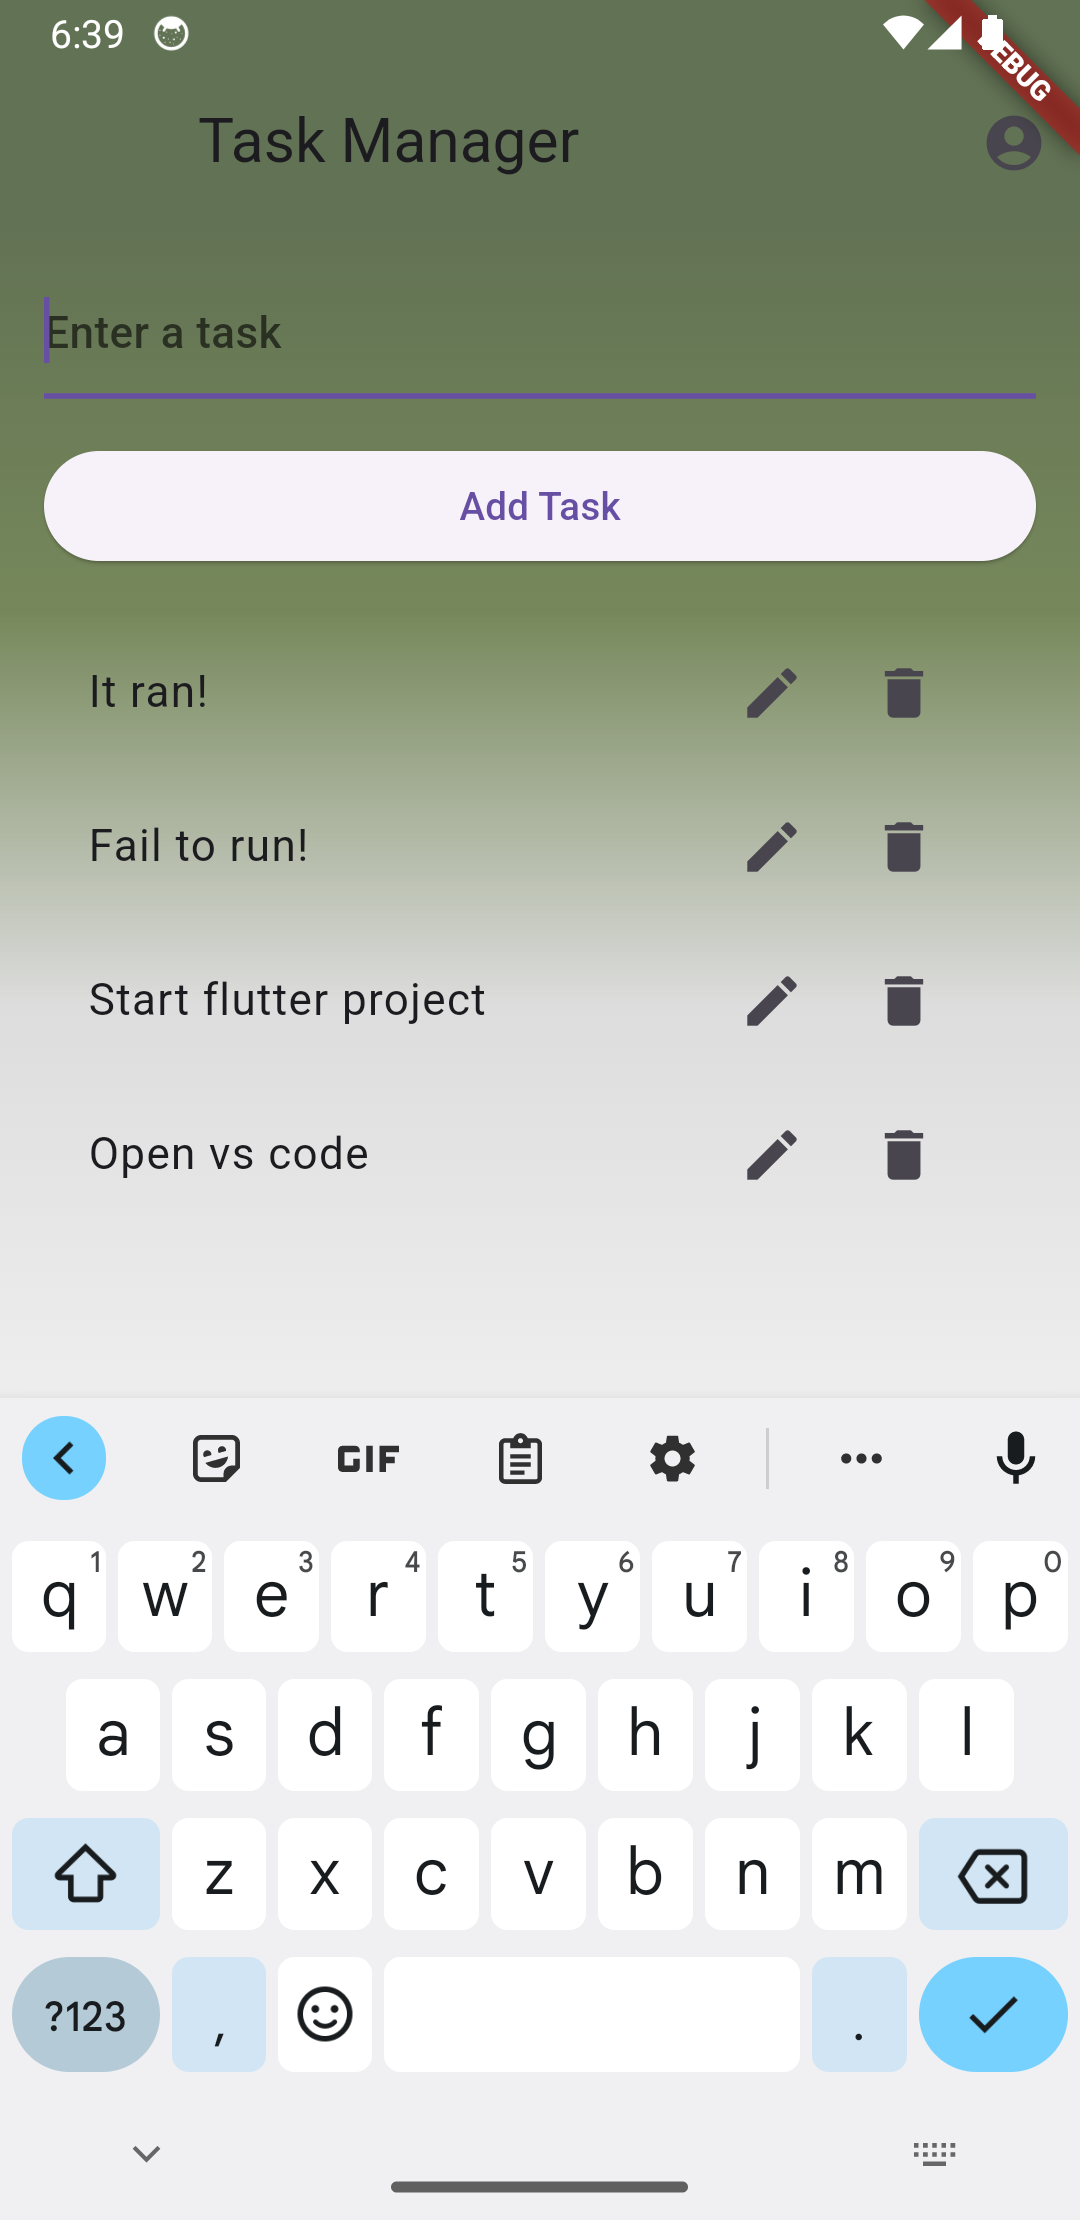 6:39
EBUG
Task Manager
Enter a task
Add Task
It ran!
Fail to run!
Start flutter project
Open vs code
GIF
q 1 w 2 e 3 r 4 t 5 y 6 u 7 i 8 o 9 p 0
a s d f g h j k l
z x c v b n m
?123 , .